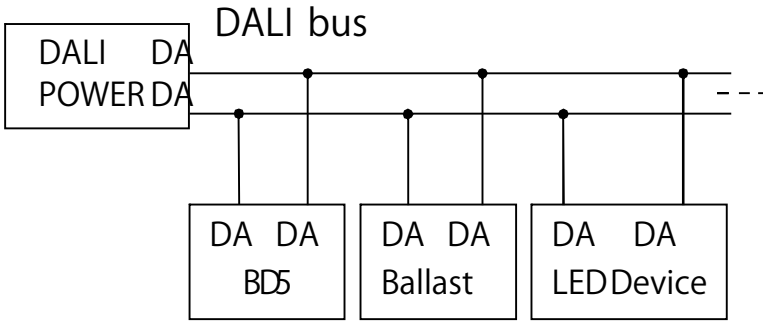 DALI bus
DALI DA
POWER DA
DA DA
BD5
DA DA
Ballast
DA DA
LED Device